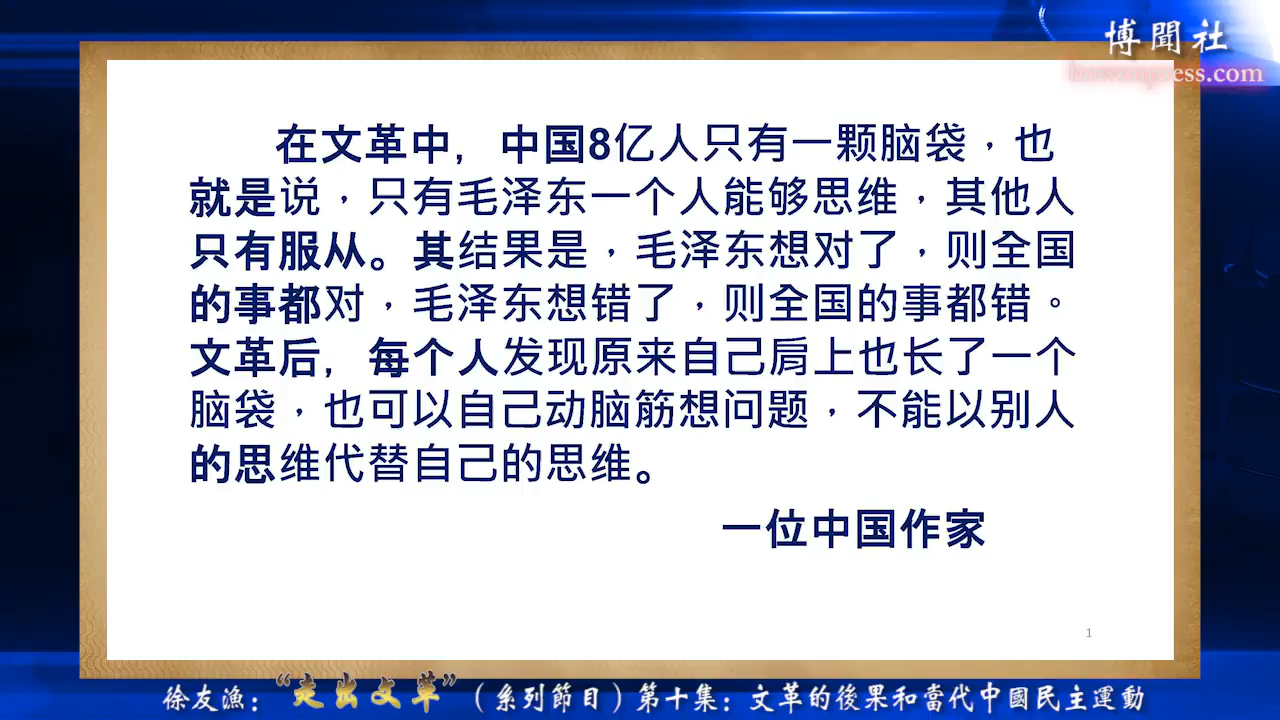 博聞社
bowenpress.com
在文革中，中国8亿人只有一颗脑袋，也
就是说，只有毛泽东一个人能够思维，其他人
只有服从。其结果是，毛泽东想对了，则全国
的事都对，毛泽东想错了，则全国的事都错。
文革后，每个人发现原来自己肩上也长了一个
脑袋，也可以自己动脑筋想问题，不能以别人
的思维代替自己的思维。
一位中国作家
1
徐友漁：“走出文革”（系列節目）第十集：文革的後果和當代中國民主運動